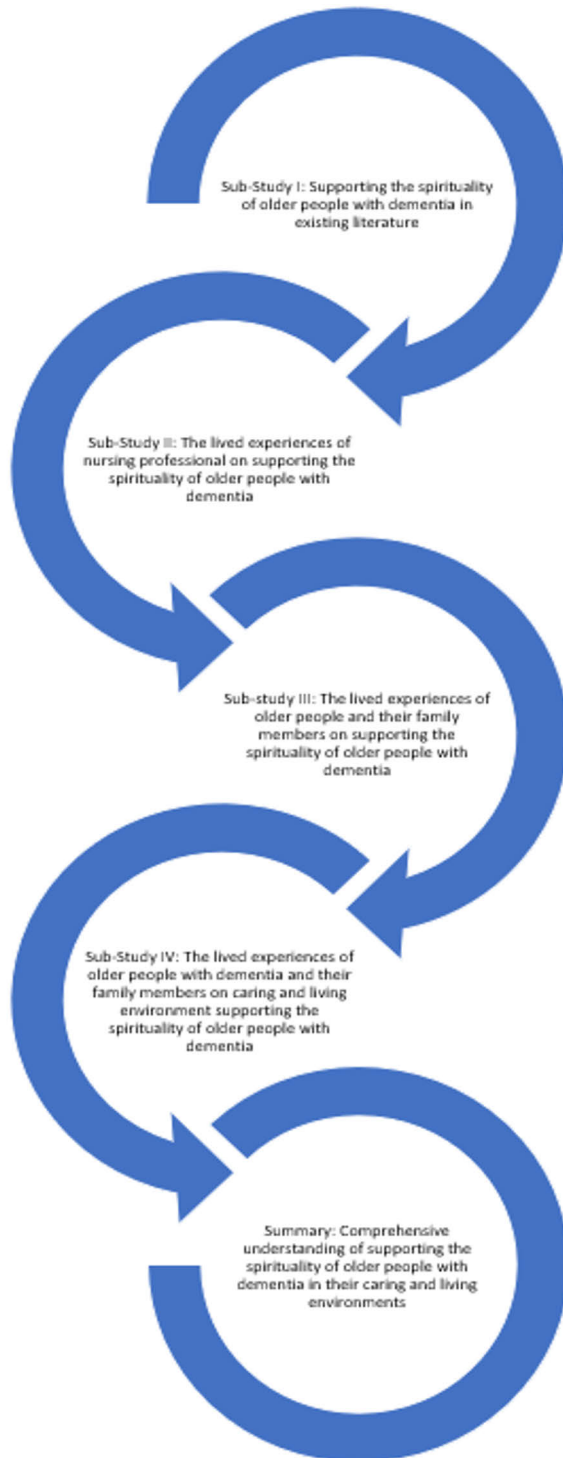 Sub-Study I: Supporting the spirituality
of older people with dementia in
existing literature
Sub-Study II: The lived experiences of
nursing professional on supporting the
spirituality of older people with
dementia
Sub-study III: The lived experiences of
older people and their family
members on supporting the
spirituality of older people with
dementia
Sub-Study IV: The lived experiences of
older people with dementia and their
family members on caring and living
environment supporting the
spirituality of older people with
dementia
Summary: Comprehensive
understanding of supporting the
spirituality of older people with
dementia in their caring and living
environments